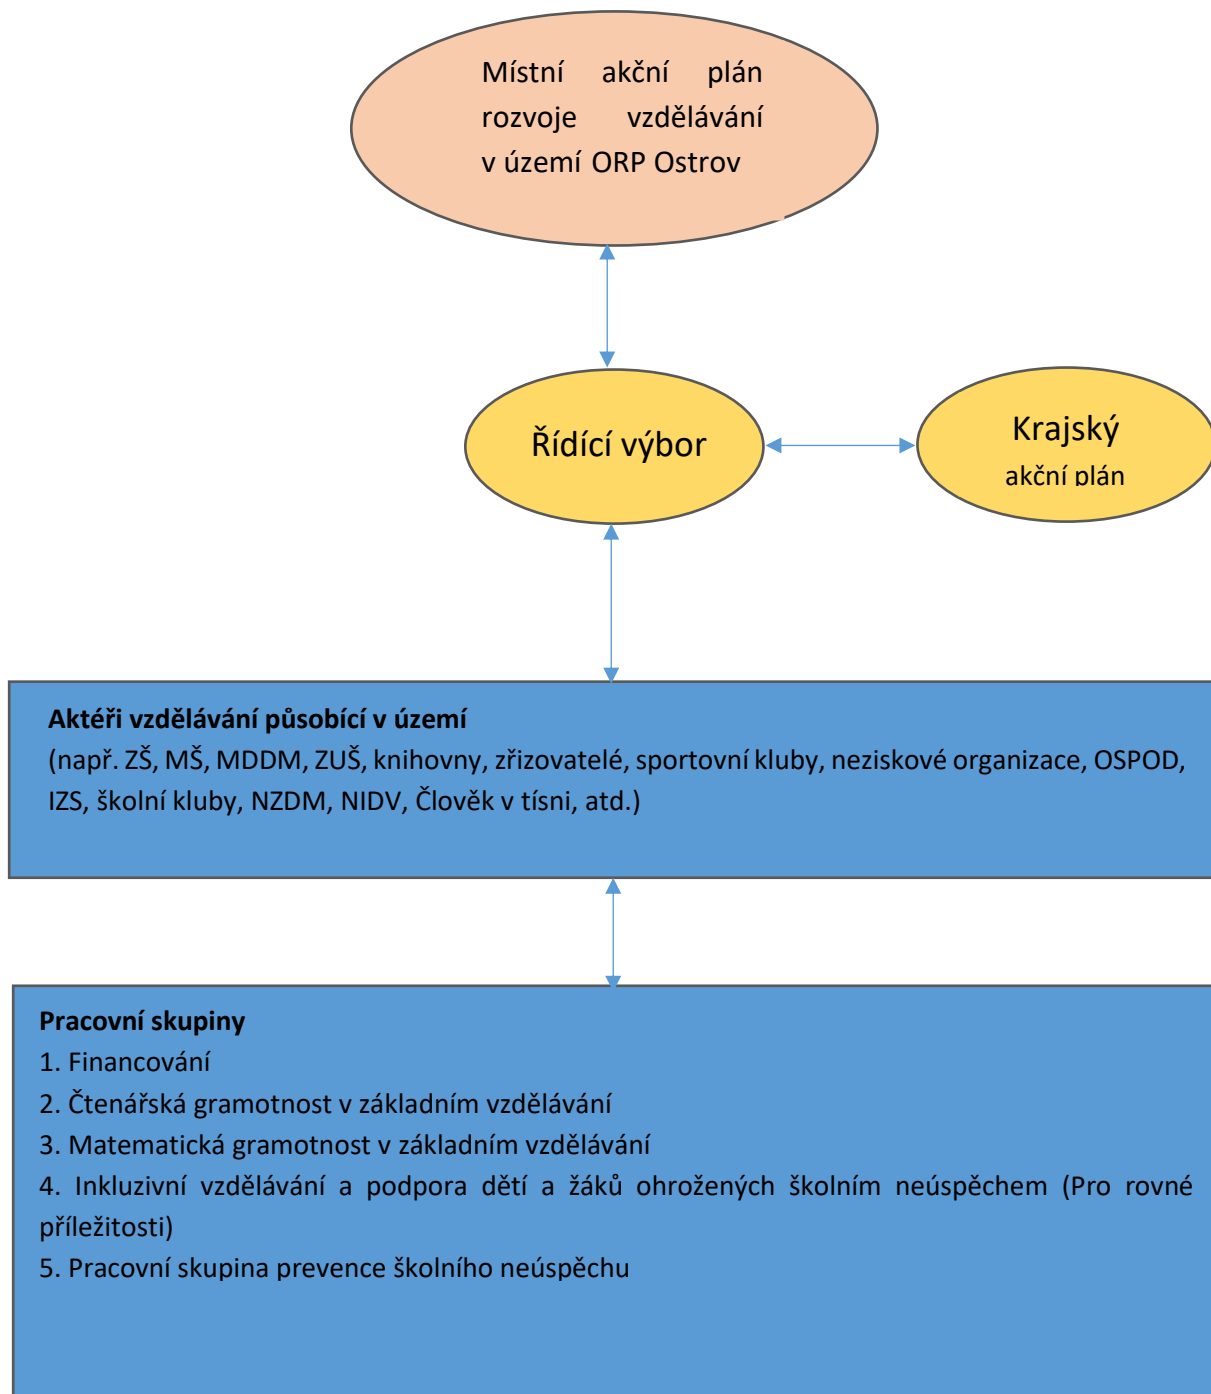 Místní akční plán
rozvoje vzdělávání
v území ORP Ostrov
Řídící výbor
Krajský
akční plán
Aktéři vzdělávání působící v území
(např. ZŠ, MŠ, MDDM, ZUŠ, knihovny, zřizovatelé, sportovní kluby, neziskové organizace, OSPOD,
IZS, školní kluby, NZDM, NIDV, Člověk v tísni, atd.)
Pracovní skupiny
1. Financování
2. Čtenářská gramotnost v základním vzdělávání
3. Matematická gramotnost v základním vzdělávání
4. Inkluzivní vzdělávání a podpora dětí a žáků ohrožených školním neúspěchem (Pro rovné
příležitosti)
5. Pracovní skupina prevence školního neúspěchu